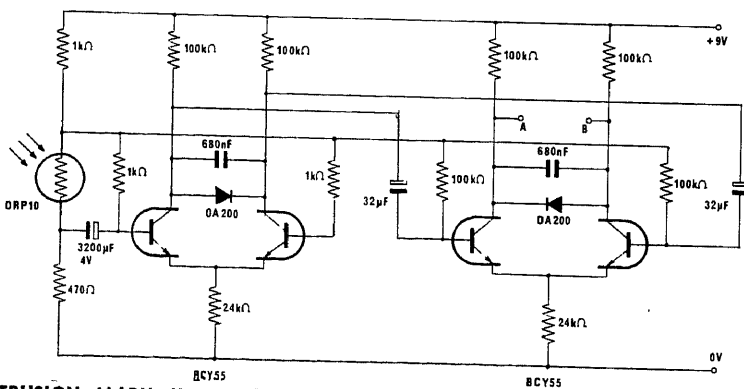 1kΩ
100kΩ
100kΩ
100kΩ
100kΩ
+9V
A
B
680nF
680nF
1kΩ
1kΩ
100kΩ
100kΩ
ORP10
OA200
32μF
OA200
32μF
3200μF
4V
470Ω
24kΩ
24kΩ
0V
BCY55
BCY55